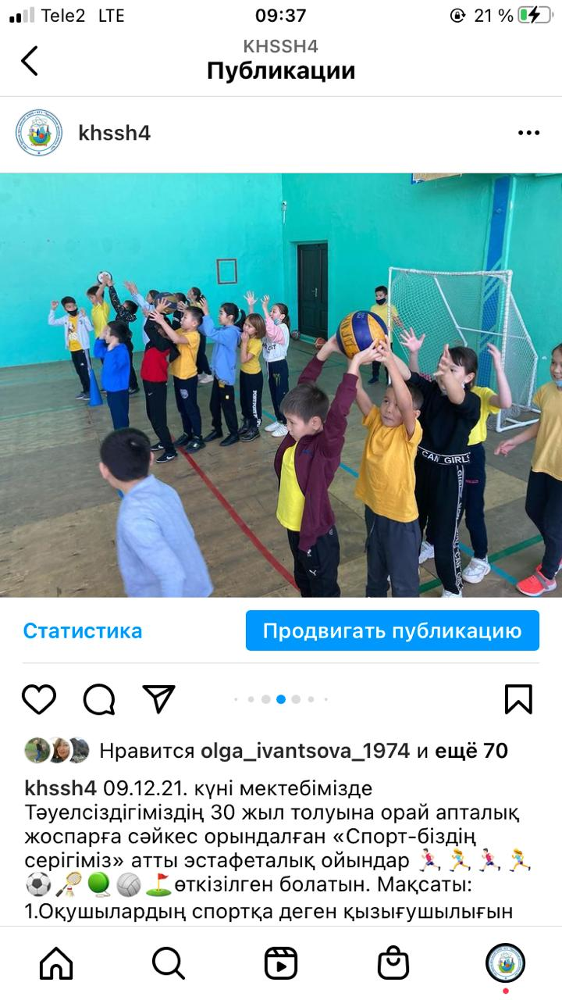 Tele2 LTE 09:37 21 %
KHSSH4
Публикации
khssh4
CAN GIRLS
Статистика
Продвигать публикацию
Нравится olga_ivantsova_1974 и ещё 70
khssh4 09.12.21. күні мектебімізде
Тәуелсіздігіміздің 30 жыл толуына орай апталық
жоспарға сәйкес орындалған «Спорт-біздің
серігіміз» атты эстафеталық ойындар 🏃🏻‍♂️🏃‍♀️🏃🏻‍♂️🏃‍♀️
⚽🏸🎾🏐⛳өткізілген болатын. Мақсаты:
1.Оқушылардың спортқа деген қызығушылығын